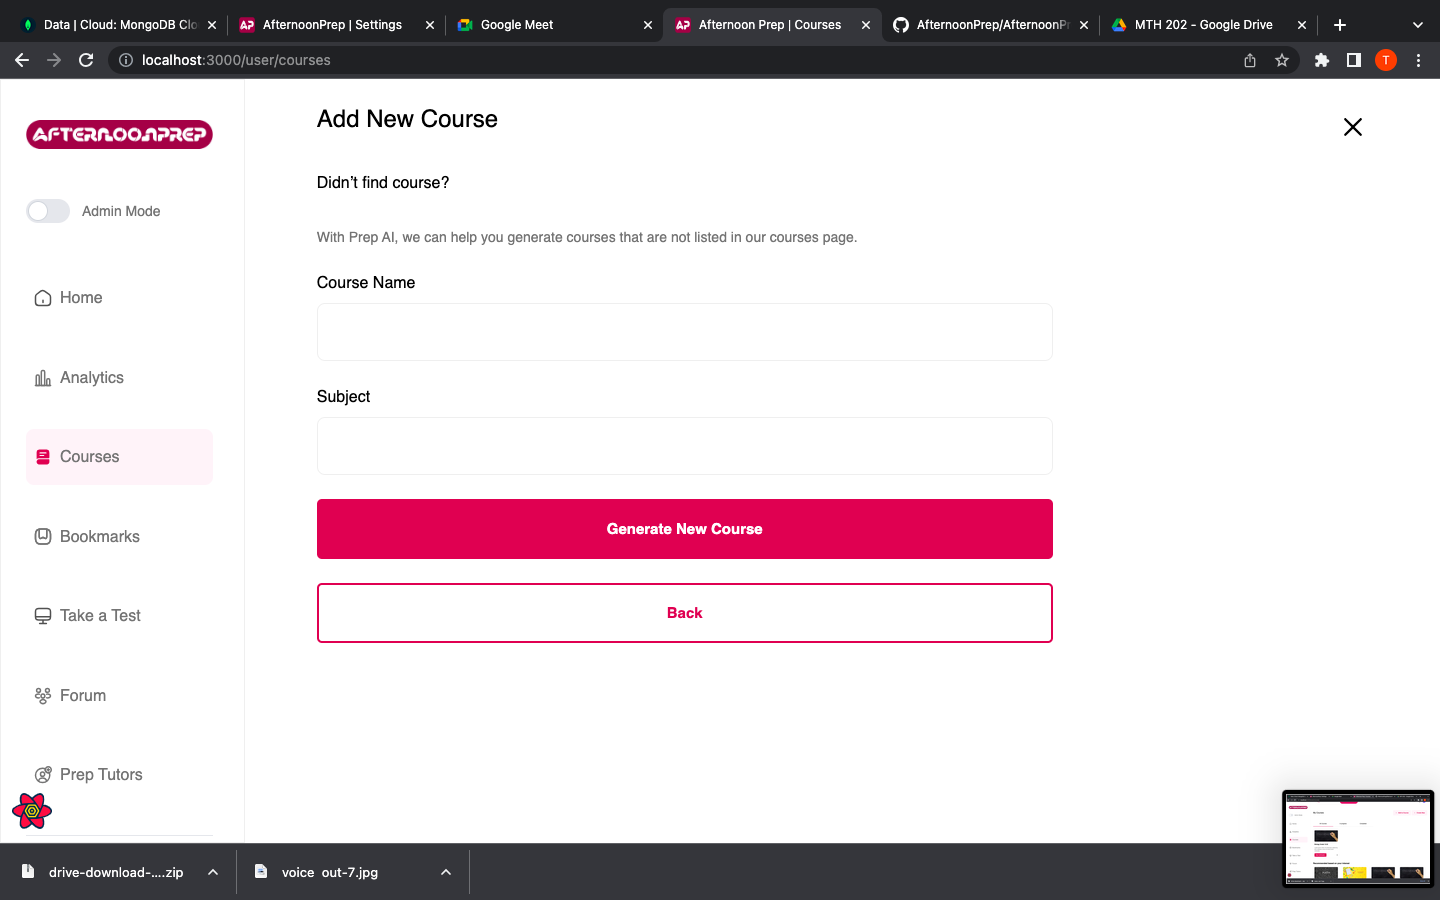 Data | Cloud: MongoDB Clo
AfternoonPrep | Settings
Google Meet
Afternoon Prep | Courses
AfternoonPrep/AfternoonPr
MTH 202 - Google Drive
localhost:3000/user/courses
T
AFTERNOONPREP
Admin Mode
Home
Analytics
Courses
Bookmarks
Take a Test
Forum
Prep Tutors
Add New Course
Didn’t find course?
With Prep AI, we can help you generate courses that are not listed in our courses page.
Course Name
Subject
Generate New Course
Back
drive-download-....zip
voice out-7.jpg